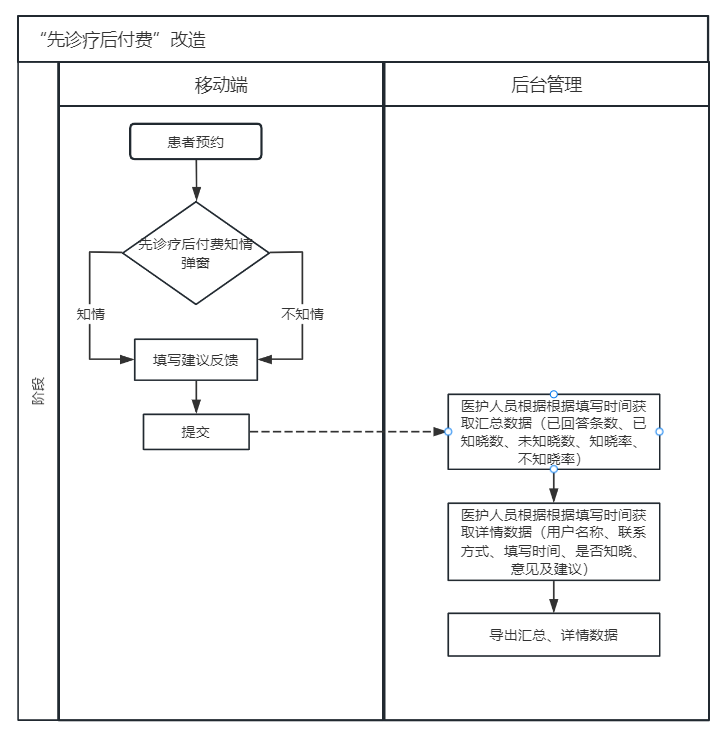 “先诊疗后付费”改造
移动端
后台管理
阶段
患者预约
先诊疗后付费知情
弹窗
知情
不知情
填写建议反馈
提交
医护人员根据根据填写时间获
取汇总数据（已回答条数、已
知晓数、未知晓数、知晓率、
不知晓率）
医护人员根据根据填写时间获
取详情数据（用户名称、联系
方式、填写时间、是否知晓、
意见及建议）
导出汇总、详情数据